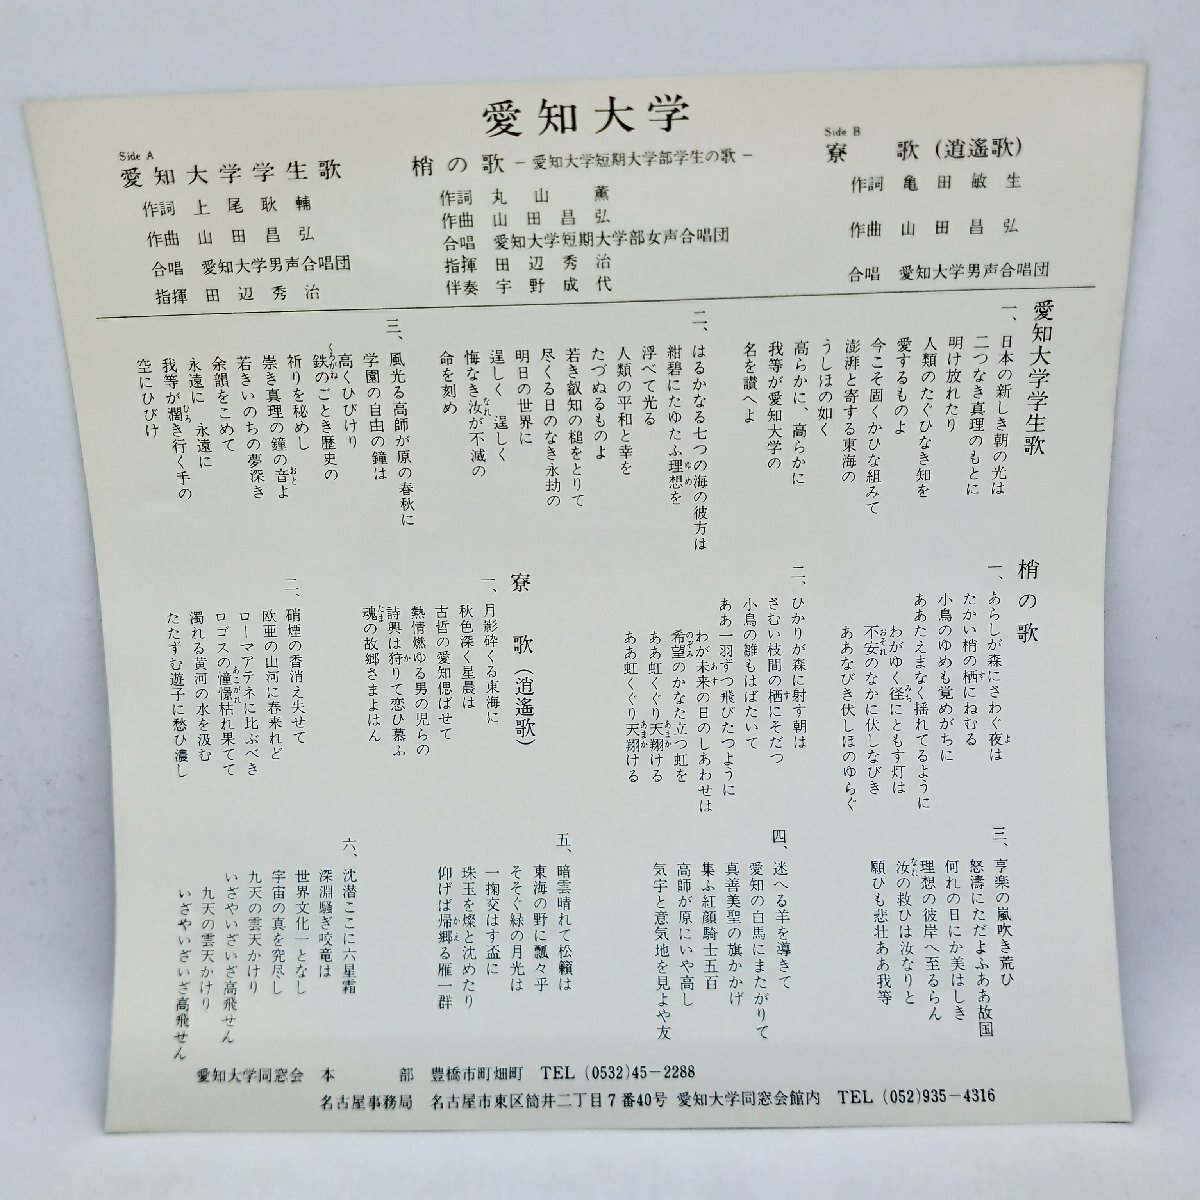 愛知大学
Side A
愛知大学学生歌
作詞 上尾耿輔
作曲 山田昌弘
合唱 愛知大学男声合唱団
指揮 田辺秀治
梢の歌 －愛知大学短期大学部学生の歌－
作詞 丸山薫
作曲 山田昌弘
合唱 愛知大学短期大学部女声合唱団
指揮 田辺秀治
伴奏 宇野成代
Side B
寮歌(逍遙歌)
作詞 亀田敏生
作曲 山田昌弘
合唱 愛知大学男声合唱団
愛知大学学生歌
一、日本の新しき朝の光は
二つなき真理のもとに
明け放れたり
人類のたぐひなき知を
愛するものよ
今こそ固くかひな組みて
澎湃と寄する東海の
うしほの如く
高らかに、高らかに
我等が愛知大学の
名を讃へよ
二、はるかなる七つの海の彼方は
紺碧にたゆたふ理想を
浮べて光る
人類の平和と幸を
たづぬるものよ
若き叡知の槌をとりて
尽くる日のなき永劫の
明日の世界に
逞しく 逞しく
悔なき汝が不滅の
命を刻め
三、風光る高師が原の春秋に
学園の自由の鐘は
高くひびけり
鉄のごとき歴史の
祈りを秘めし
崇き真理の鐘の音よ
若きいのちの夢深き
余韻をこめて
永遠に 永遠に
我等が濶き行く手の
空にひびけ
梢の歌
一、あらしが森にさわぐ夜は
たかい梢の栖にねむる
小鳥のゆめも覚めがちに
ああたえまなく揺れてるように
わがゆく径にともす灯は
不安のなかに伏しなびき
ああなびき伏しほのゆらぐ
二、ひかりが森に射す朝は
さむい枝間の栖にそだつ
小鳥の雛もはばたいて
ああ一羽ずつ飛びたつように
わが未来の日のしあわせは
希望のかなた立つ虹を
ああ虹くぐり天翔ける
ああ虹くぐり天翔ける
寮歌(逍遙歌)
一、月影砕くる東海に
秋色深く星晨は
古哲の愛知偲ばせて
熱情燃ゆる男の児らの
詩興は狩りて恋ひ慕ふ
魂の故郷さまよはん
二、硝煙の香消え失せて
欧亜の山河に春来れど
ローマアテネに比ぶべき
ロゴスの憧憬枯れ果てて
濁れる黄河の水を汲む
たたずむ遊子に愁ひ濃し
三、享楽の嵐吹き荒ひ
怒濤にただよふああ故国
何れの日にか美はしき
理想の彼岸へ至るらん
汝の救ひは汝なりと
願ひも悲壮ああ我等
四、迷へる羊を導きて
愛知の白馬にまたがりて
真善美聖の旗かかげ
集ふ紅顔騎士五百
高師が原にいや高し
気宇と意気地を見よや友
五、暗雲晴れて松籟は
東海の野に飄々乎
そそぐ緑の月光は
一掬交はす盃に
珠玉を燦と沈めたり
仰げば帰郷る雁一群
六、沈潜ここに六星霜
深淵騒ぎ咬竜は
世界文化一となし
宇宙の真を究尽し
九天の雲天かけり
いざやいざいざ高飛せん
九天の雲天かけり
いざやいざいざ高飛せん
愛知大学同窓会 本部 豊橋市町畑町 TEL (0532)45－2288
名古屋事務局 名古屋市東区筒井二丁目7番40号 愛知大学同窓会館内 TEL (052)935－4316